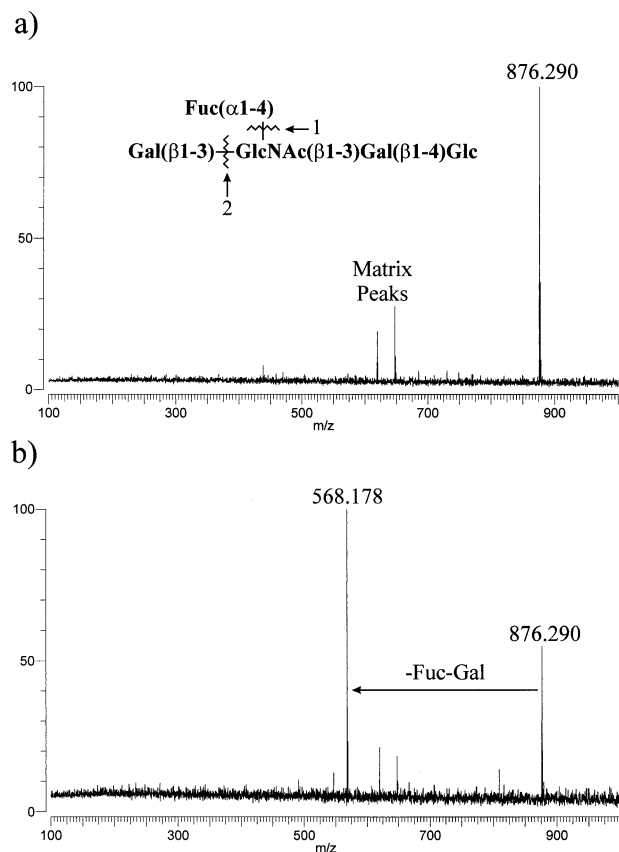 a)
876.290
100
Fuc(α1-4)
1
Gal(β1-3)
GlcNAc(β1-3)Gal(β1-4)Glc
2
50
Matrix
Peaks
0
100 300 500 700 900
m/z
b)
568.178
100
876.290
50
-Fuc-Gal
0
100 300 500 700 900
m/z